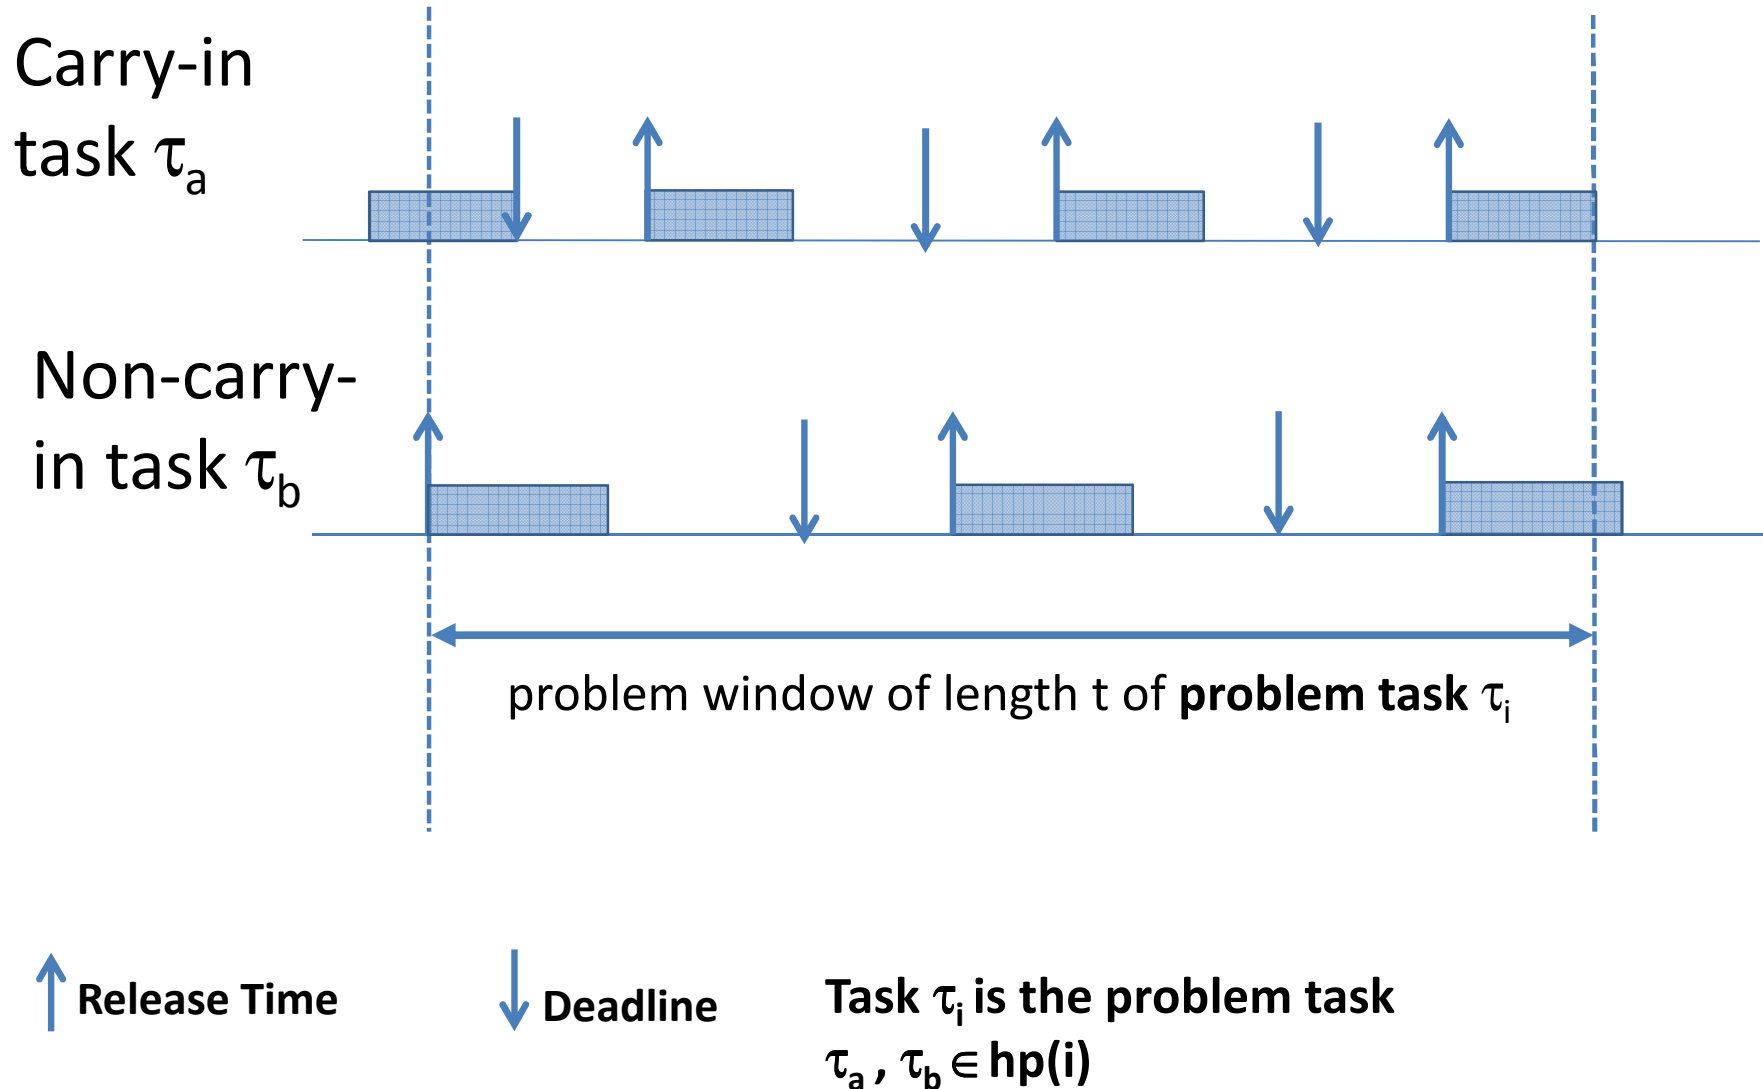 Carry-in
task τa
Non-carry-
in task τb
problem window of length t of problem task τi
Release Time
Deadline
Task τi is the problem task
τa , τb ∈ hp(i)